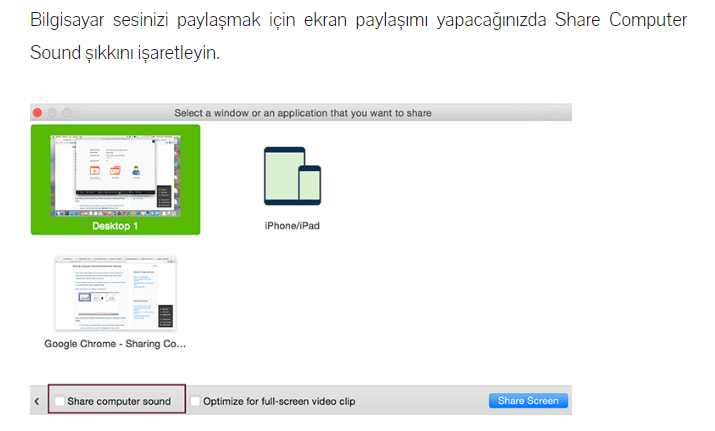 Bilgisayar sesinizi paylaşmak için ekran paylaşımı yapacağınızda Share Computer
Sound şıkkını işaretleyin.
Select a window or an application that you want to share
Desktop 1
iPhone/iPad
Google Chrome - Sharing Co...
Share computer sound
Optimize for full-screen video clip
Share Screen